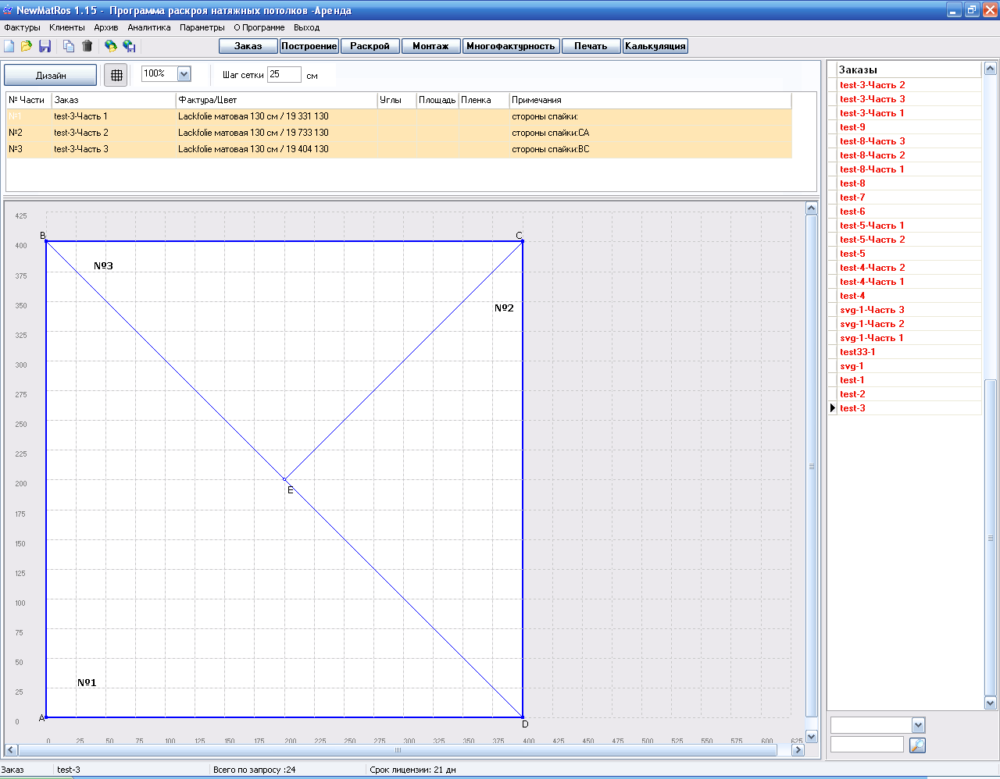 NewMatRos 1.15 - Программа раскроя натяжных потолков -Аренда
Фактуры Клиенты Архив Аналитика Параметры О Программе Выход
Заказ Построение Раскрой Монтаж Многофактурность Печать Калькуляция
Дизайн 100% Шаг сетки 25 см
№ Части Заказ Фактура/Цвет Углы Площадь Пленка Примечания
№1 test-3-Часть 1 Lackfolie матовая 130 см / 19 331 130 стороны спайки:
№2 test-3-Часть 2 Lackfolie матовая 130 см / 19 733 130 стороны спайки:CA
№3 test-3-Часть 3 Lackfolie матовая 130 см / 19 404 130 стороны спайки:BC
425
B C
400
№3
375
350
№2
325
300
275
250
225
200
E
175
150
125
100
75
50
25
№1
0
A D
0 25 50 75 100 125 150 175 200 225 250 275 300 325 350 375 400 425 450 475 500 525 550 575 600 625
Заказы
test-3-Часть 2
test-3-Часть 3
test-3-Часть 1
test-9
test-8-Часть 3
test-8-Часть 2
test-8-Часть 1
test-8
test-7
test-6
test-5-Часть 1
test-5-Часть 2
test-5
test-4-Часть 2
test-4-Часть 1
test-4
svg-1-Часть 3
svg-1-Часть 2
svg-1-Часть 1
test33-1
svg-1
test-1
test-2
test-3
Заказ test-3 Всего по запросу :24 Срок лицензии: 21 дн